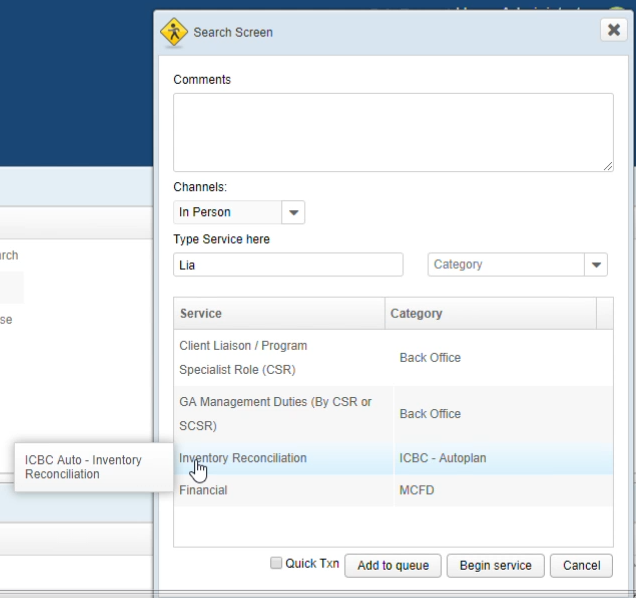 Search Screen
Comments
Channels:
In Person
Type Service here
Lia
Category
Service
Category
Client Liaison / Program
Specialist Role (CSR)
Back Office
GA Management Duties (By CSR or
SCSR)
Back Office
Inventory Reconciliation
ICBC - Autoplan
Financial
MCFD
Quick Txn
Add to queue
Begin service
Cancel
rch
se
ICBC Auto - Inventory
Reconciliation